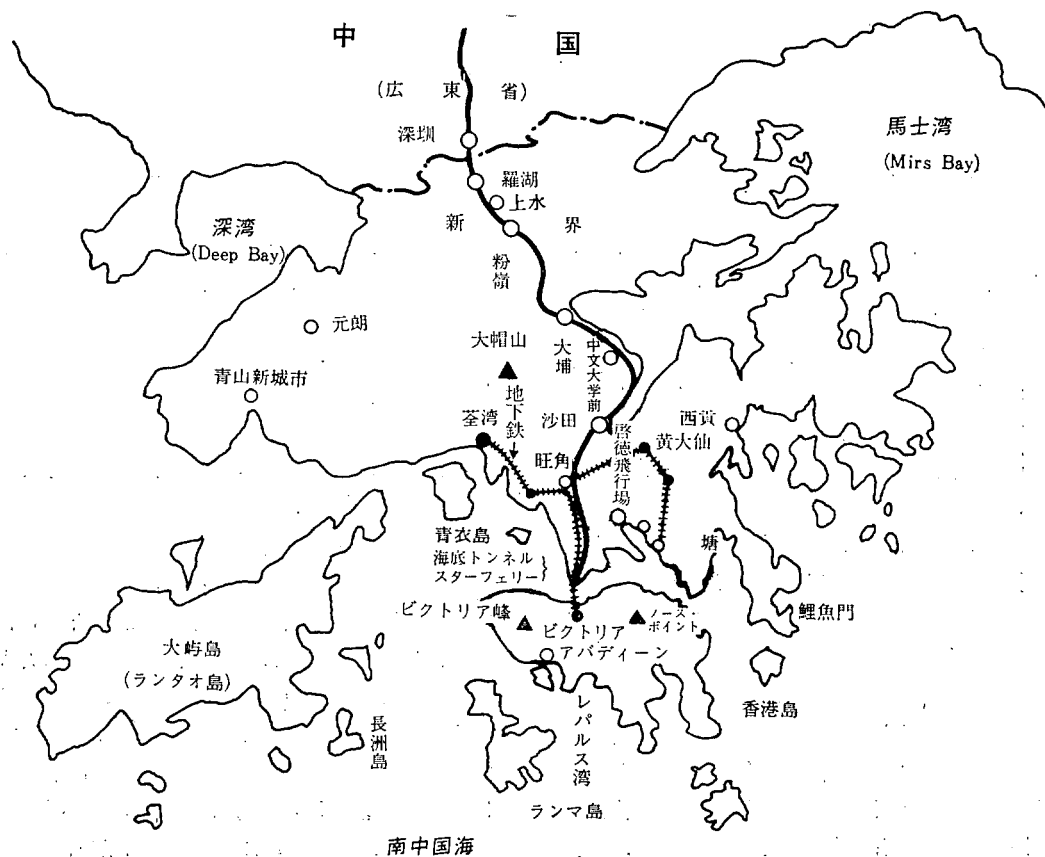 中国
(広東省)
深圳
馬士湾
(Mirs Bay)
羅湖
上水
新界
深湾
(Deep Bay)
粉嶺
元朗
大帽山
大埔
中文大学前
青山新城市
地下鉄
荃湾
沙田
啓徳飛行場
西貢
黄大仙
旺角
青衣島
海底トンネル
スターフェリー
塘
ビクトリア峰
ノース・
ポイント
鯉魚門
ビクトリア
アバディーン
大嶼島
(ランタオ島)
長洲島
レパルス湾
香港島
ランマ島
南中国海